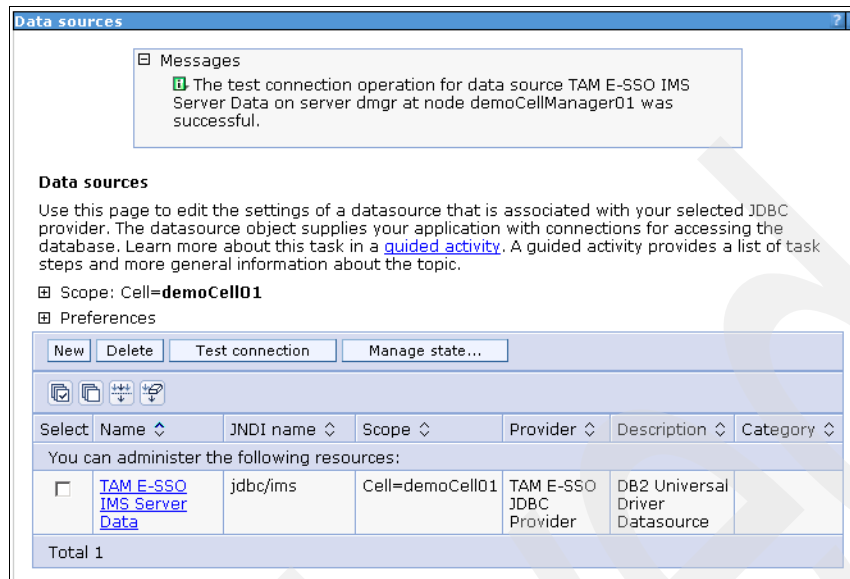 Data sources ?
Messages
The test connection operation for data source TAM E-SSO IMS
Server Data on server dmgr at node demoCellManager01 was
successful.
Data sources
Use this page to edit the settings of a datasource that is associated with your selected JDBC
provider. The datasource object supplies your application with connections for accessing the
database. Learn more about this task in a guided activity. A guided activity provides a list of task
steps and more general information about the topic.
Scope: Cell=demoCell01
Preferences
New Delete Test connection Manage state...
Select Name JNDI name Scope Provider Description Category
You can administer the following resources:
TAM E-SSO jdbc/ims Cell=demoCell01 TAM E-SSO DB2 Universal
IMS Server JDBC Driver
Data Provider Datasource
Total 1